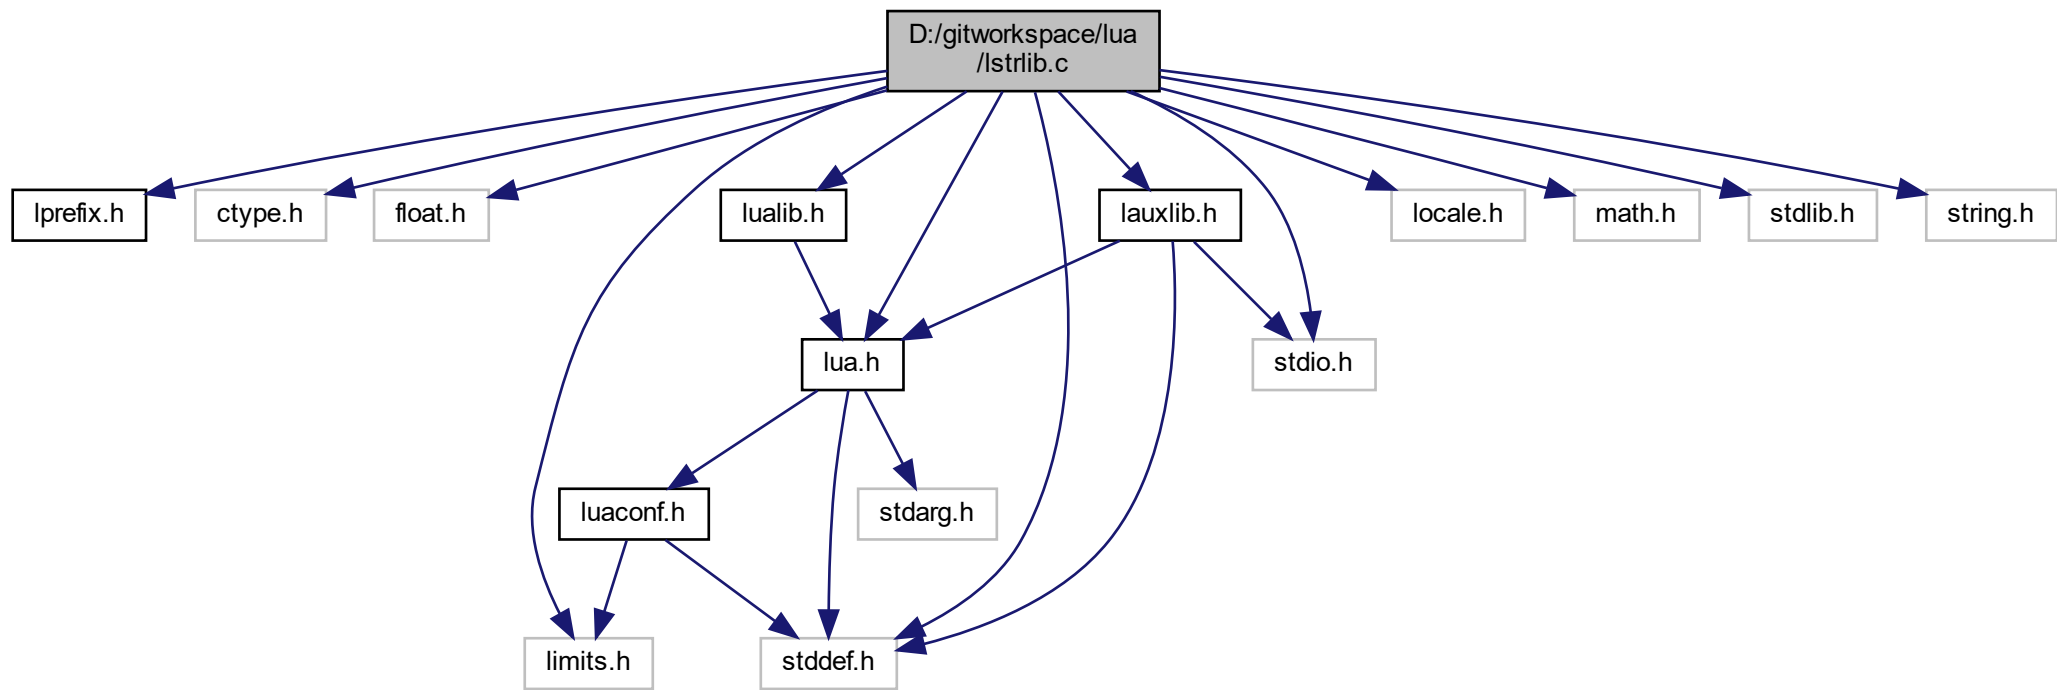 D:/gitworkspace/lua
/lstrlib.c
lprefix.h
ctype.h
float.h
lualib.h
lauxlib.h
locale.h
math.h
stdlib.h
string.h
lua.h
stdio.h
luaconf.h
stdarg.h
limits.h
stddef.h